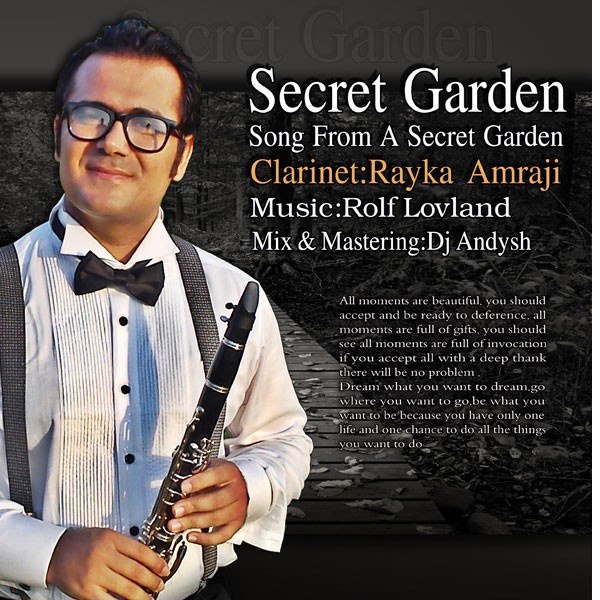 Secret Garden
Secret Garden
Song From A Secret Garden
Clarinet:Rayka Amraji
Music:Rolf Lovland
Mix & Mastering:Dj Andysh
All moments are beautiful, you should
accept and be ready to deference, all
moments are full of gifts, you should
see all moments are full of invocation
if you accept all with a deep thank
there will be no problem .
Dream what you want to dream,go
where you want to go,be what you
want to be because you have only one
life and one chance to do all the things
you want to do
Secret Garden